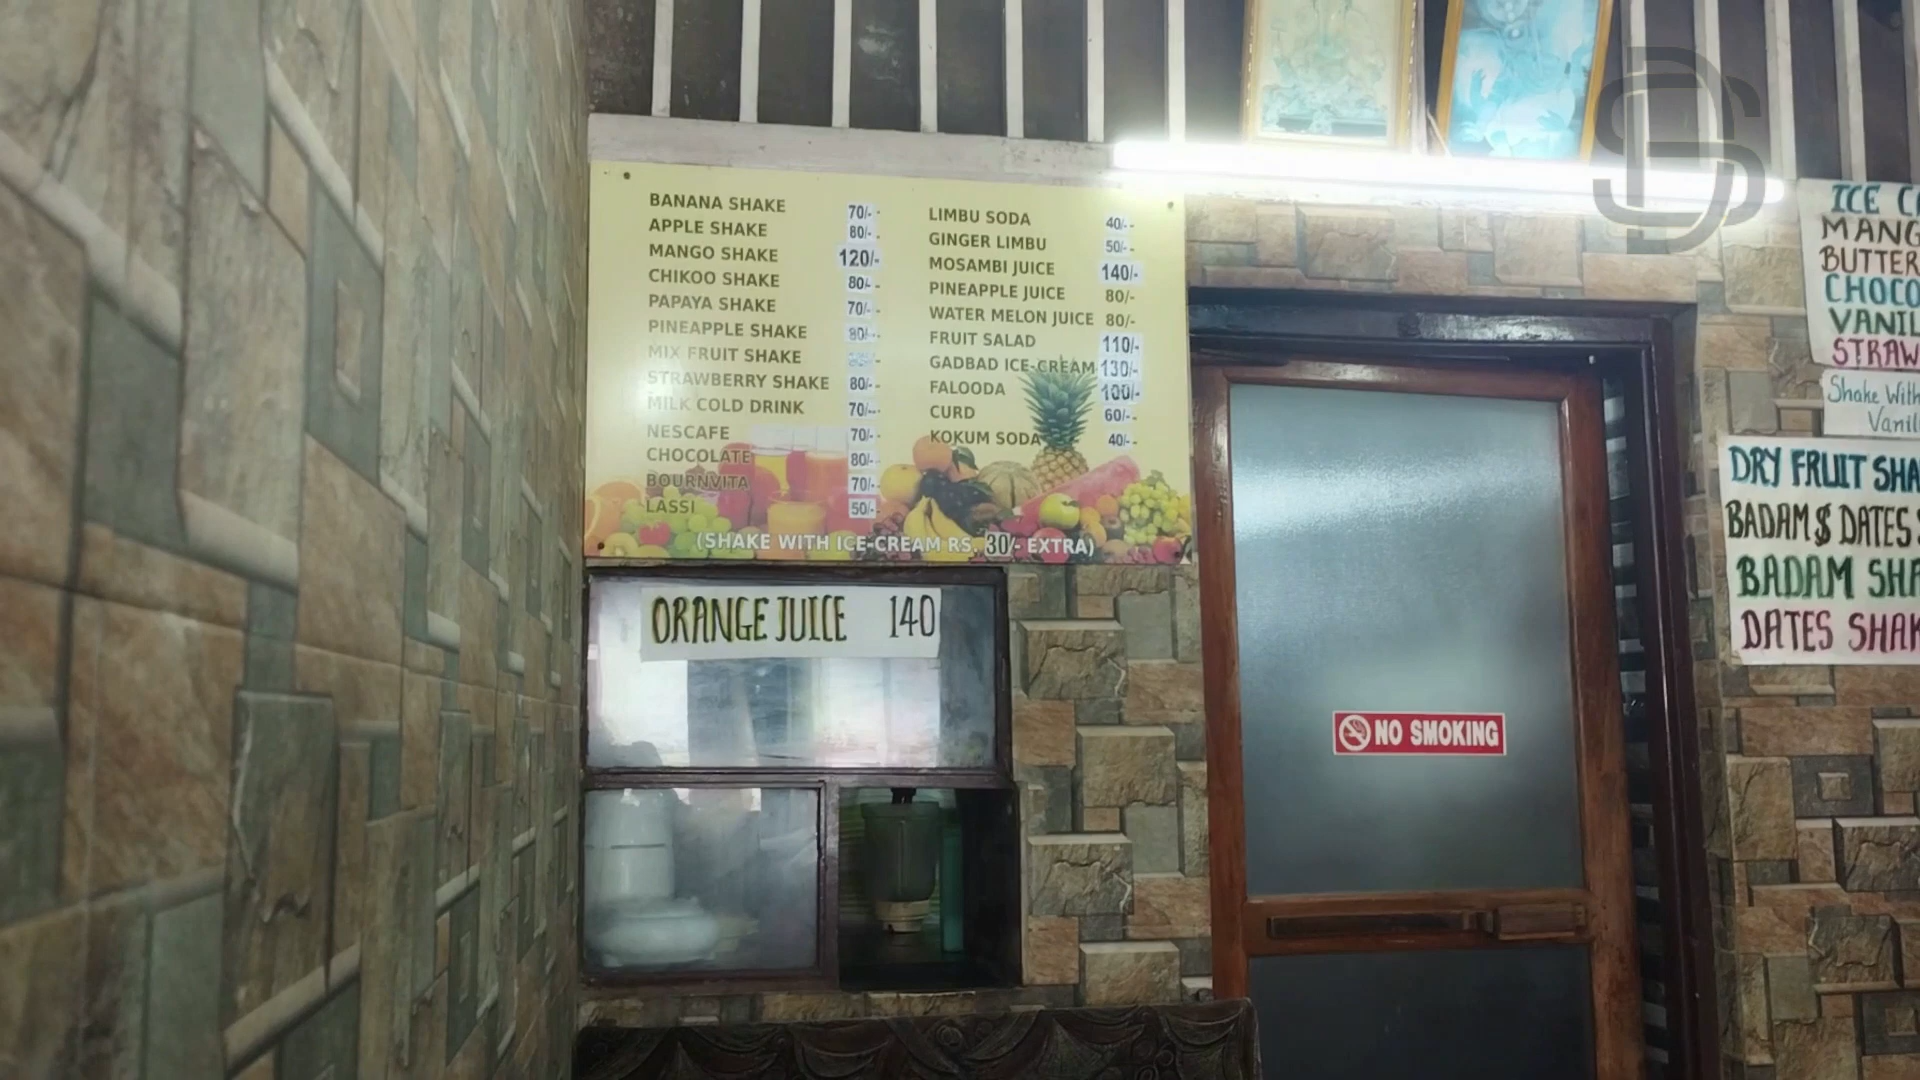 BANANA SHAKE 70/-
APPLE SHAKE 80/-
MANGO SHAKE 120/-
CHIKOO SHAKE 80/-
PAPAYA SHAKE 70/-
PINEAPPLE SHAKE 80/-
MIX FRUIT SHAKE
STRAWBERRY SHAKE 80/-
MILK COLD DRINK 70/-
NESCAFE 70/-
CHOCOLATE 80/-
BOURNVITA 70/-
LASSI 50/-
LIMBU SODA 40/-
GINGER LIMBU 50/-
MOSAMBI JUICE 140/-
PINEAPPLE JUICE 80/-
WATER MELON JUICE 80/-
FRUIT SALAD 110/-
GADBAD ICE-CREAM 130/-
FALOODA 100/-
CURD 60/-
KOKUM SODA 40/-
(SHAKE WITH ICE-CREAM RS. 30/- EXTRA)
ORANGE JUICE 140
NO SMOKING
ICE C
MANG
BUTTER
CHOCO
VANIL
STRAW
Shake With
Vanil
DRY FRUIT SHA
BADAM $ DATES
BADAM SHA
DATES SHAK